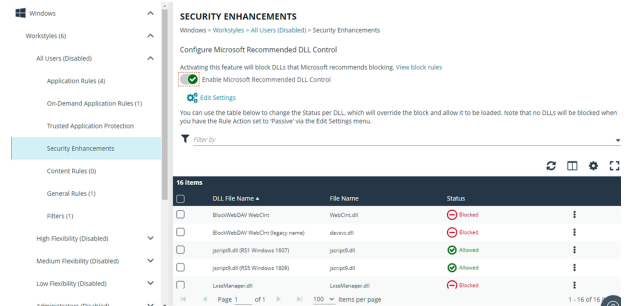 Windows
Workstyles (6)
All Users (Disabled)
Application Rules (4)
On-Demand Application Rules (1)
Trusted Application Protection
Security Enhancements
Content Rules (0)
General Rules (1)
Filters (1)
High Flexibility (Disabled)
Medium Flexibility (Disabled)
Low Flexibility (Disabled)
Administrators (Disabled)
SECURITY ENHANCEMENTS
Windows > Workstyles > All Users (Disabled) > Security Enhancements
Configure Microsoft Recommended DLL Control
Activating this feature will block DLLs that Microsoft recommends blocking. View block rules
Enable Microsoft Recommended DLL Control
Edit Settings
You can use the table below to change the Status per DLL, which will override the block and allow it to be loaded. Note that no DLLs will be blocked when
you have the Rule Action set to 'Passive' via the Edit Settings menu.
Filter by
16 items
DLL File Name File Name Status
BlockWebDAV WebClnt WebClnt.dll Blocked
BlockWebDAV WebClnt (legacy name) davsvc.dll Blocked
jscript9.dll (RS1 Windows 1607) jscript9.dll Allowed
jscript9.dll (RS5 Windows 1809) jscript9.dll Allowed
LxssManager.dll LxssManager.dll Blocked
Page 1 of 1 100 items per page 1 - 16 of 16